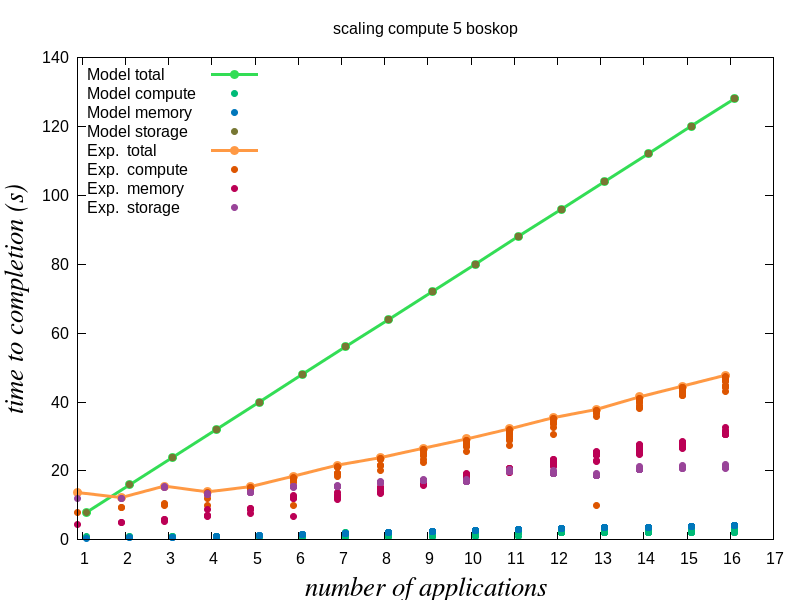 scaling compute 5 boskop
140
120
100
80
60
40
20
0
Model total
Model compute
Model memory
Model storage
Exp. total
Exp. compute
Exp. memory
Exp. storage
time to completion (s)
1 2 3 4 5 6 7 8 9 10 11 12 13 14 15 16 17
number of applications